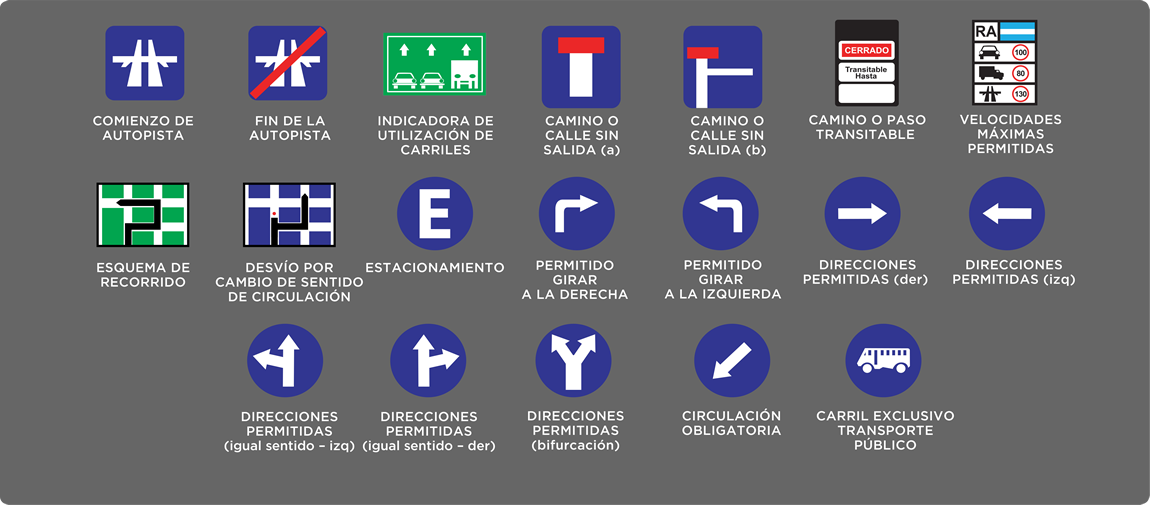 COMIENZO DE
AUTOPISTA
FIN DE LA
AUTOPISTA
INDICADORA DE
UTILIZACIÓN DE
CARRILES
CAMINO O
CALLE SIN
SALIDA (a)
CAMINO O
CALLE SIN
SALIDA (b)
CERRADO
Transitable
Hasta
CAMINO O PASO
TRANSITABLE
RA
100
80
130
VELOCIDADES
MÁXIMAS
PERMITIDAS
ESQUEMA DE
RECORRIDO
DESVÍO POR
CAMBIO DE SENTIDO
DE CIRCULACIÓN
E
ESTACIONAMIENTO
PERMITIDO
GIRAR
A LA DERECHA
PERMITIDO
GIRAR
A LA IZQUIERDA
DIRECCIONES
PERMITIDAS (der)
DIRECCIONES
PERMITIDAS (izq)
DIRECCIONES
PERMITIDAS
(igual sentido – izq)
DIRECCIONES
PERMITIDAS
(igual sentido – der)
DIRECCIONES
PERMITIDAS
(bifurcación)
CIRCULACIÓN
OBLIGATORIA
CARRIL EXCLUSIVO
TRANSPORTE
PÚBLICO